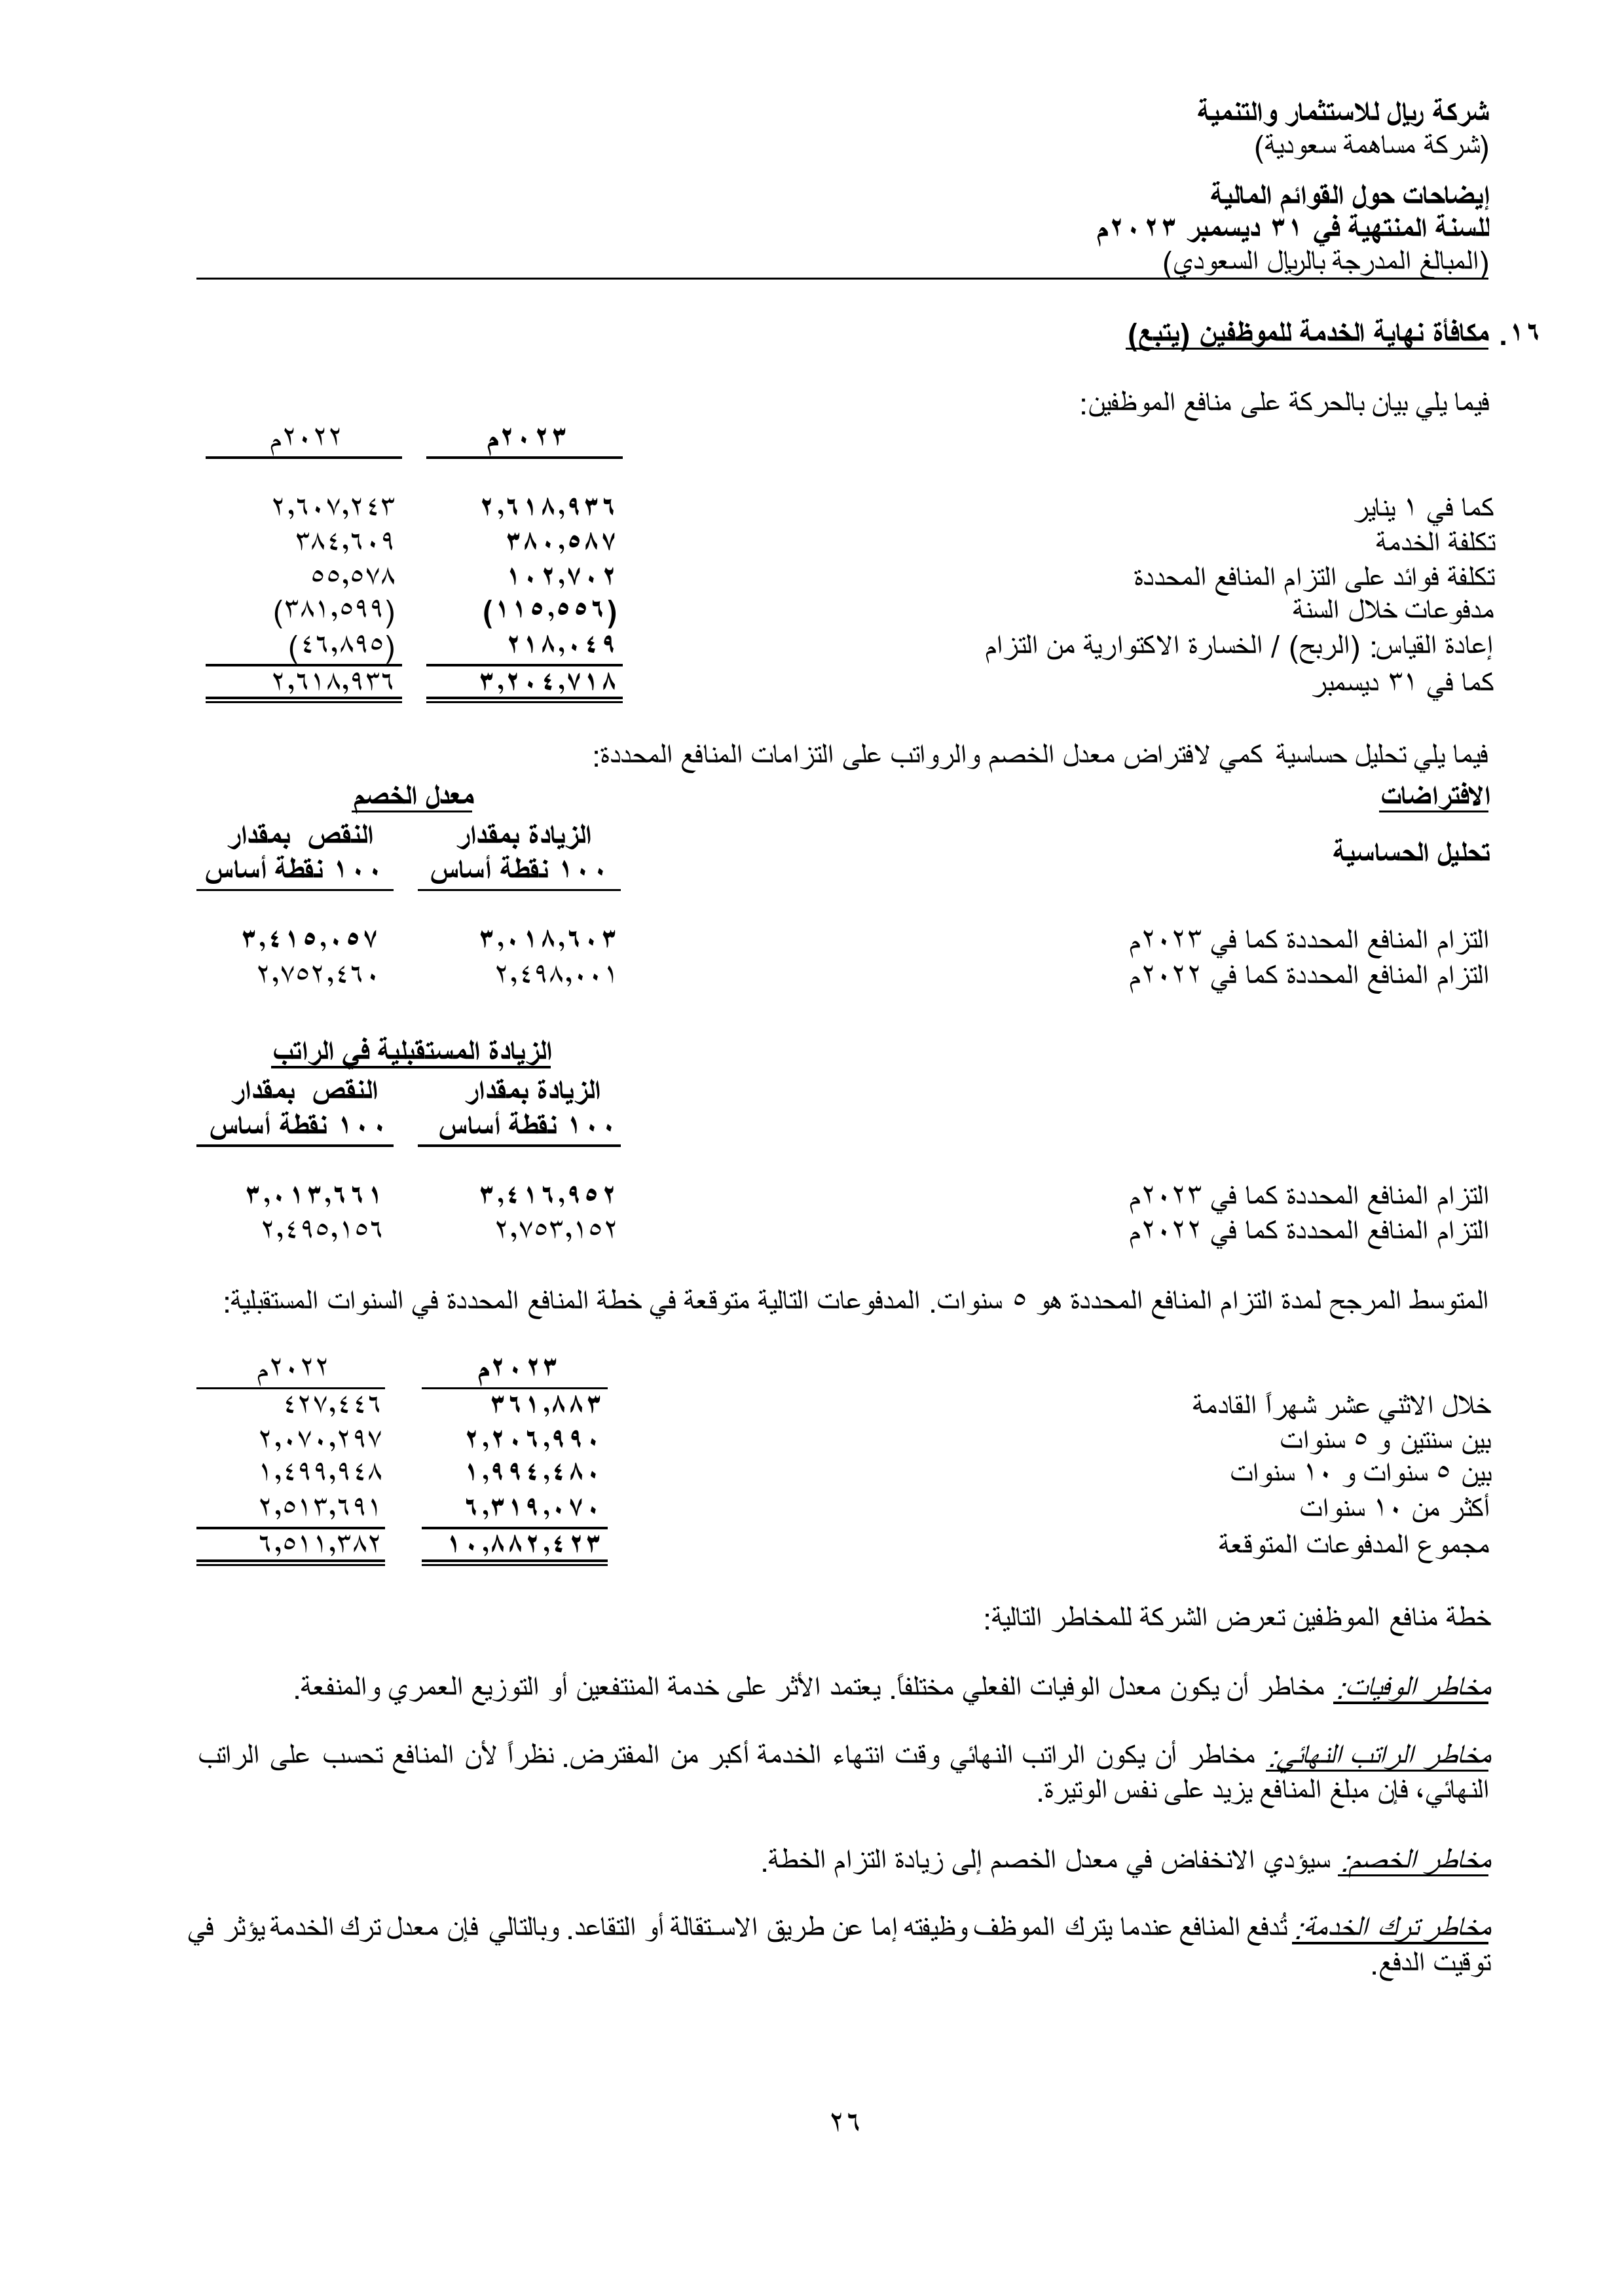 شركة ريال للاستثمار والتنمية
(شركة مساهمة سعودية)
إيضاحات حول القوائم المالية
للسنة المنتهية في ٣١ ديسمبر ٢٠٢٣م
(المبالغ المدرجة بالريال السعودي)
١٦. مكافأة نهاية الخدمة للموظفين (يتبع)
فيما يلي بيان بالحركة على منافع الموظفين:
٢٠٢٣م ٢٠٢٢م
كما في ١ يناير ٢,٦١٨,٩٣٦ ٢,٦٠٧,٢٤٣
تكلفة الخدمة ٣٨٠,٥٨٧ ٣٨٤,٦٠٩
تكلفة فوائد على التزام المنافع المحددة ١٠٢,٧٠٢ ٥٥,٥٧٨
مدفوعات خلال السنة (١١٥,٥٥٦) (٣٨١,٥٩٩)
إعادة القياس: (الربح) / الخسارة الاكتوارية من التزام ٢١٨,٠٤٩ (٤٦,٨٩٥)
كما في ٣١ ديسمبر ٣,٢٠٤,٧١٨ ٢,٦١٨,٩٣٦
فيما يلي تحليل حساسية كمي لافتراض معدل الخصم والرواتب على التزامات المنافع المحددة:
الافتراضات معدل الخصم
تحليل الحساسية الزيادة بمقدار النقص بمقدار
١٠٠ نقطة أساس ١٠٠ نقطة أساس
التزام المنافع المحددة كما في ٢٠٢٣م ٣,٠١٨,٦٠٣ ٣,٤١٥,٠٥٧
التزام المنافع المحددة كما في ٢٠٢٢م ٢,٤٩٨,٠٠١ ٢,٧٥٢,٤٦٠
الزيادة المستقبلية في الراتب
الزيادة بمقدار النقص بمقدار
١٠٠ نقطة أساس ١٠٠ نقطة أساس
التزام المنافع المحددة كما في ٢٠٢٣م ٣,٤١٦,٩٥٢ ٣,٠١٣,٦٦١
التزام المنافع المحددة كما في ٢٠٢٢م ٢,٧٥٣,١٥٢ ٢,٤٩٥,١٥٦
المتوسط المرجح لمدة التزام المنافع المحددة هو ٥ سنوات. المدفوعات التالية متوقعة في خطة المنافع المحددة في السنوات المستقبلية:
٢٠٢٣م ٢٠٢٢م
خلال الاثني عشر شهراً القادمة ٣٦١,٨٨٣ ٤٢٧,٤٤٦
بين سنتين و ٥ سنوات ٢,٢٠٦,٩٩٠ ٢,٠٧٠,٢٩٧
بين ٥ سنوات و ١٠ سنوات ١,٩٩٤,٤٨٠ ١,٤٩٩,٩٤٨
أكثر من ١٠ سنوات ٦,٣١٩,٠٧٠ ٢,٥١٣,٦٩١
مجموع المدفوعات المتوقعة ١٠,٨٨٢,٤٢٣ ٦,٥١١,٣٨٢
خطة منافع الموظفين تعرض الشركة للمخاطر التالية:
مخاطر الوفيات: مخاطر أن يكون معدل الوفيات الفعلي مختلفاً. يعتمد الأثر على خدمة المنتفعين أو التوزيع العمري والمنفعة.
مخاطر الراتب النهائي: مخاطر أن يكون الراتب النهائي وقت انتهاء الخدمة أكبر من المفترض. نظراً لأن المنافع تحسب على الراتب
النهائي، فإن مبلغ المنافع يزيد على نفس الوتيرة.
مخاطر الخصم: سيؤدي الانخفاض في معدل الخصم إلى زيادة التزام الخطة.
مخاطر ترك الخدمة: تُدفع المنافع عندما يترك الموظف وظيفته إما عن طريق الاستقالة أو التقاعد. وبالتالي فإن معدل ترك الخدمة يؤثر في
توقيت الدفع.
٢٦